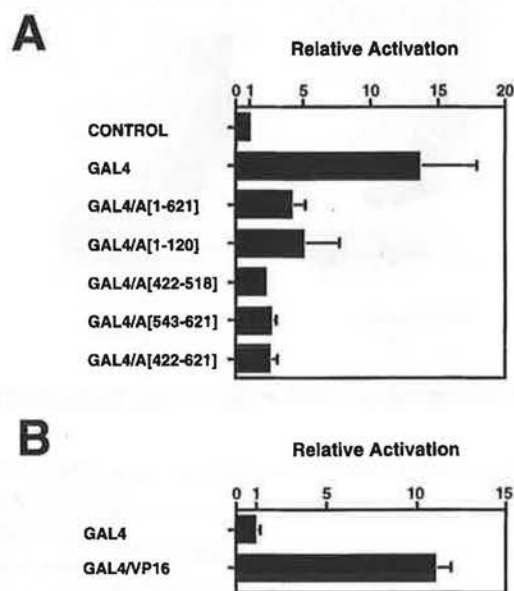 A
Relative Activation
0 1 5 10 15 20
CONTROL
GAL4
GAL4/A[1-621]
GAL4/A[1-120]
GAL4/A[422-518]
GAL4/A[543-621]
GAL4/A[422-621]
B
Relative Activation
0 1 5 10 15
GAL4
GAL4/VP16